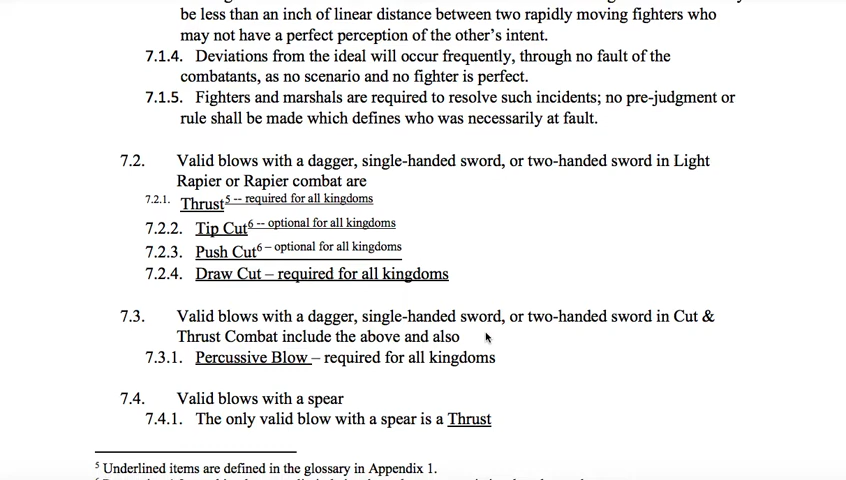 be less than an inch of linear distance between two rapidly moving fighters who
may not have a perfect perception of the other's intent.
7.1.4. Deviations from the ideal will occur frequently, through no fault of the
combatants, as no scenario and no fighter is perfect.
7.1.5. Fighters and marshals are required to resolve such incidents; no pre-judgment or
rule shall be made which defines who was necessarily at fault.
7.2. Valid blows with a dagger, single-handed sword, or two-handed sword in Light
Rapier or Rapier combat are
7.2.1. Thrust5 -- required for all kingdoms
7.2.2. Tip Cut6 -- optional for all kingdoms
7.2.3. Push Cut6 – optional for all kingdoms
7.2.4. Draw Cut – required for all kingdoms
7.3. Valid blows with a dagger, single-handed sword, or two-handed sword in Cut &
Thrust Combat include the above and also
7.3.1. Percussive Blow – required for all kingdoms
7.4. Valid blows with a spear
7.4.1. The only valid blow with a spear is a Thrust
5 Underlined items are defined in the glossary in Appendix 1.